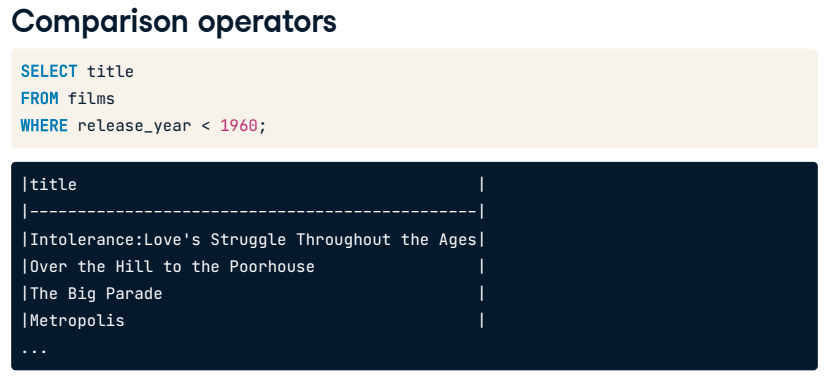 Comparison operators
SELECT title
FROM films
WHERE release_year < 1960;
|title                                          |
|-----------------------------------------------|
|Intolerance:Love's Struggle Throughout the Ages|
|Over the Hill to the Poorhouse                 |
|The Big Parade                                 |
|Metropolis                                     |
...